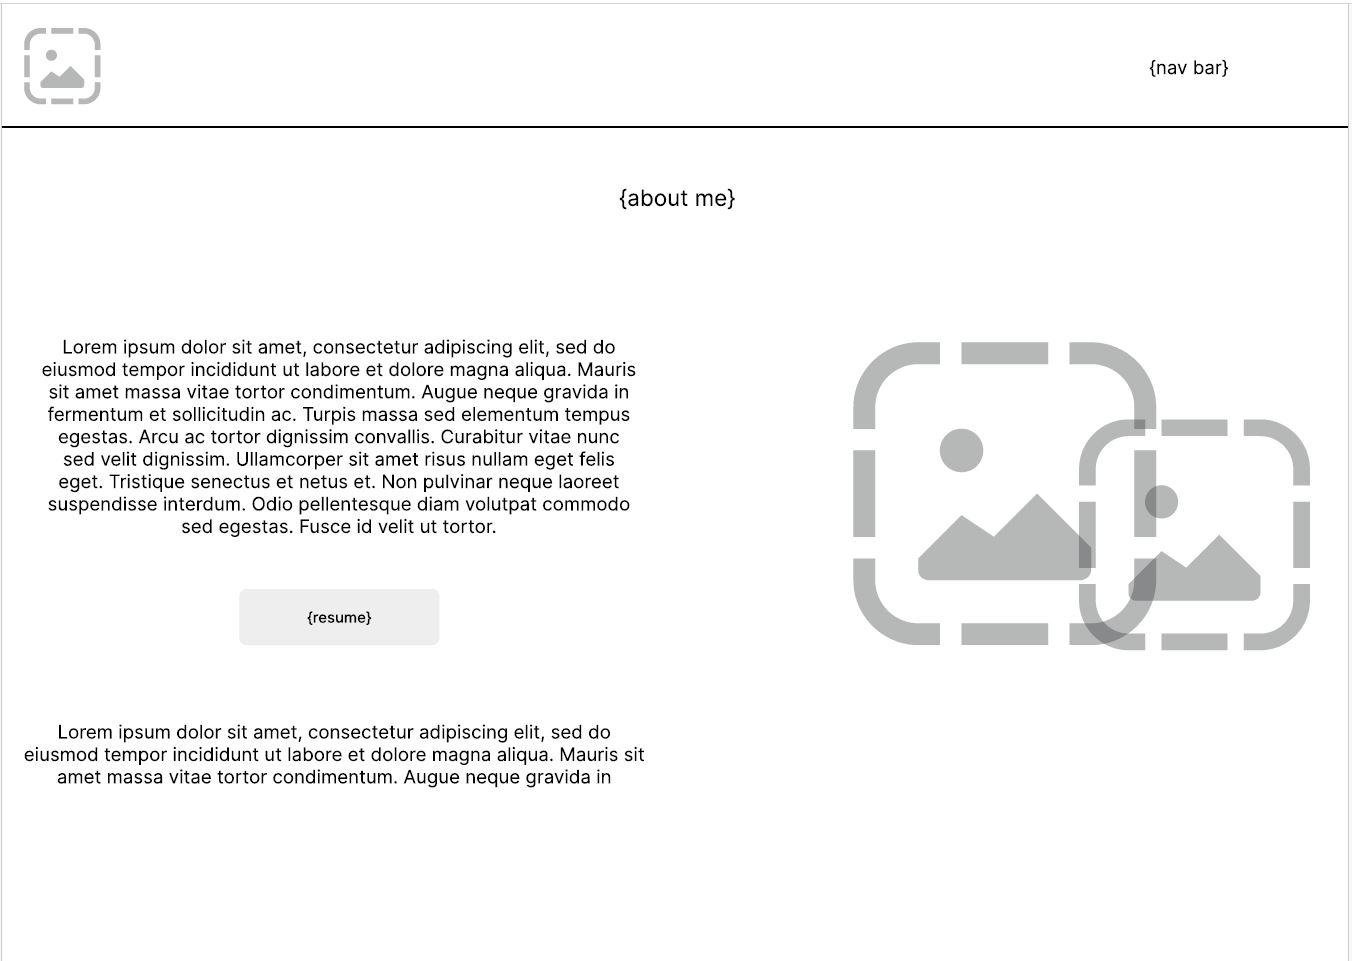 {nav bar}
{about me}
Lorem ipsum dolor sit amet, consectetur adipiscing elit, sed do
eiusmod tempor incididunt ut labore et dolore magna aliqua. Mauris
sit amet massa vitae tortor condimentum. Augue neque gravida in
fermentum et sollicitudin ac. Turpis massa sed elementum tempus
egestas. Arcu ac tortor dignissim convallis. Curabitur vitae nunc
sed velit dignissim. Ullamcorper sit amet risus nullam eget felis
eget. Tristique senectus et netus et. Non pulvinar neque laoreet
suspendisse interdum. Odio pellentesque diam volutpat commodo
sed egestas. Fusce id velit ut tortor.
{resume}
Lorem ipsum dolor sit amet, consectetur adipiscing elit, sed do
eiusmod tempor incididunt ut labore et dolore magna aliqua. Mauris sit
amet massa vitae tortor condimentum. Augue neque gravida in